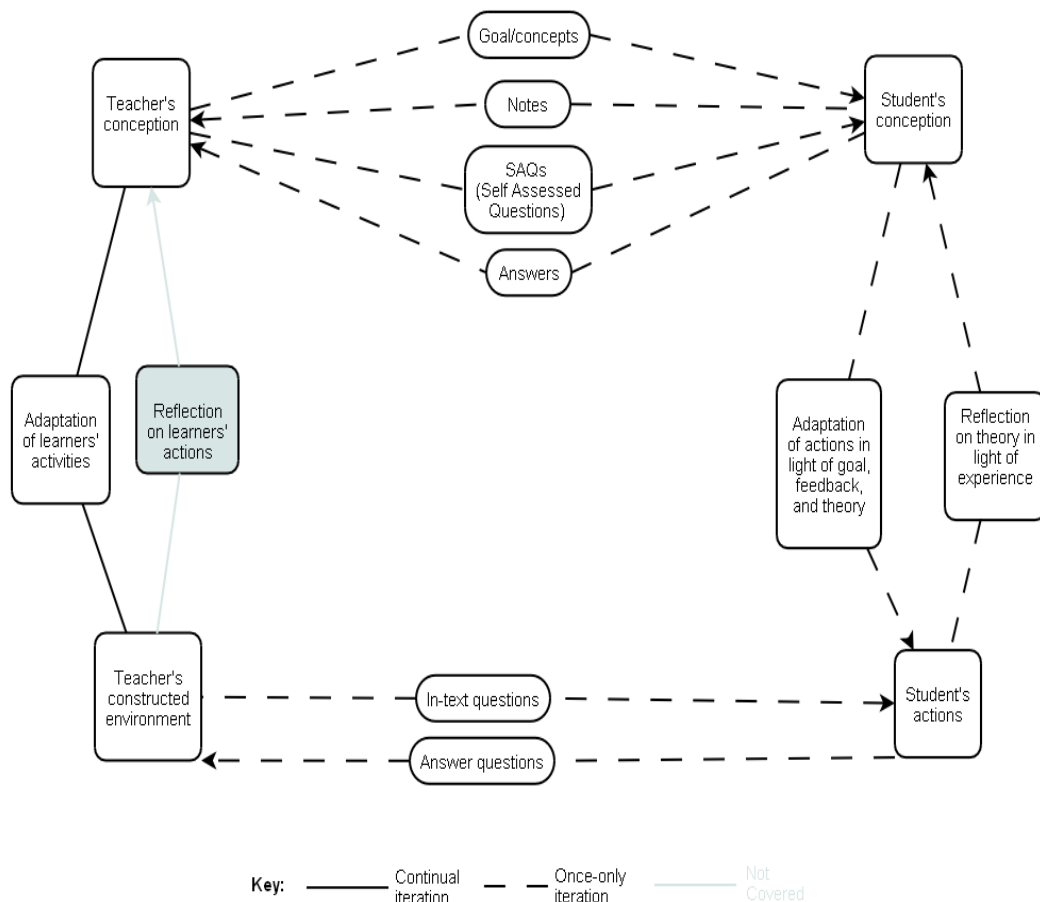 Goal/concepts
Teacher's
conception
Notes
Student's
conception
SAQs
(Self Assessed
Questions)
Answers
Adaptation
of learners'
activities
Reflection
on learners'
actions
Adaptation
of actions in
light of goal,
feedback,
and theory
Reflection
on theory in
light of
experience
Teacher's
constructed
environment
In-text questions
Student's
actions
Answer questions
Key:
Continual
iteration
Once-only
iteration
Not
Covered